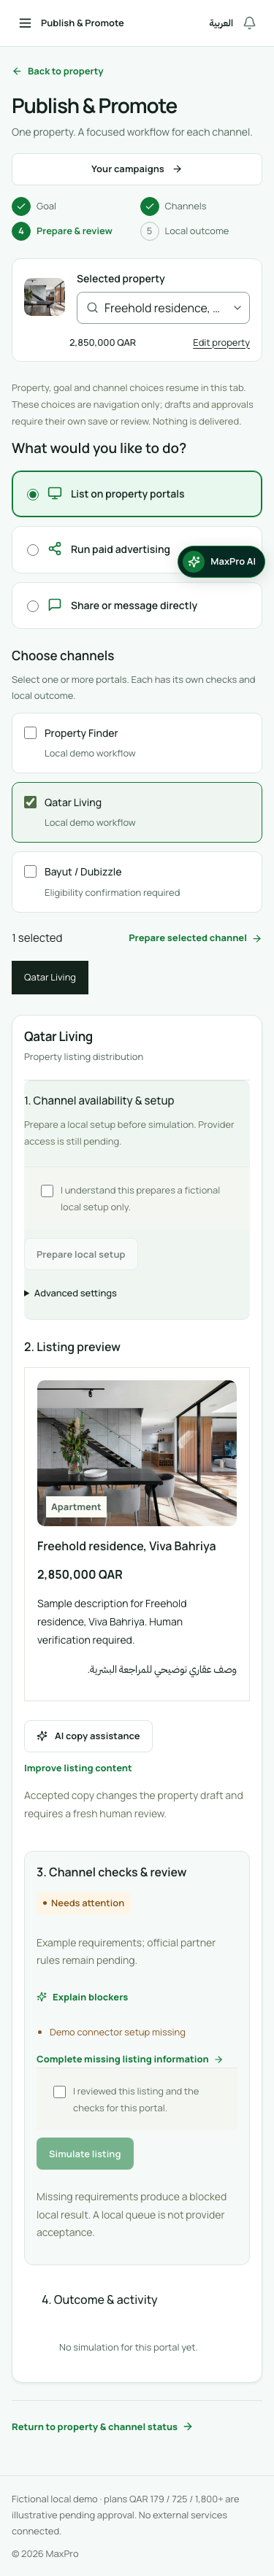 Publish & Promote
العربية
Back to property
Publish & Promote
One property. A focused workflow for each channel.
Your campaigns
Goal
Channels
4 Prepare & review
5 Local outcome
Selected property
Freehold residence, ...
2,850,000 QAR
Edit property
Property, goal and channel choices resume in this tab.
These choices are navigation only; drafts and approvals
require their own save or review. Nothing is delivered.
What would you like to do?
List on property portals
Run paid advertising
MaxPro AI
Share or message directly
Choose channels
Select one or more portals. Each has its own checks and
local outcome.
Property Finder
Local demo workflow
Qatar Living
Local demo workflow
Bayut / Dubizzle
Eligibility confirmation required
1 selected
Prepare selected channel
Qatar Living
Qatar Living
Property listing distribution
1. Channel availability & setup
Prepare a local setup before simulation. Provider
access is still pending.
I understand this prepares a fictional
local setup only.
Prepare local setup
Advanced settings
2. Listing preview
Apartment
Freehold residence, Viva Bahriya
2,850,000 QAR
Sample description for Freehold
residence, Viva Bahriya. Human
verification required.
وصف عقاري توضيحي للمراجعة البشرية.
AI copy assistance
Improve listing content
Accepted copy changes the property draft and
requires a fresh human review.
3. Channel checks & review
Needs attention
Example requirements; official partner
rules remain pending.
Explain blockers
Demo connector setup missing
Complete missing listing information
I reviewed this listing and the
checks for this portal.
Simulate listing
Missing requirements produce a blocked
local result. A local queue is not provider
acceptance.
4. Outcome & activity
No simulation for this portal yet.
Return to property & channel status
Fictional local demo · plans QAR 179 / 725 / 1,800+ are
illustrative pending approval. No external services
connected.
© 2026 MaxPro